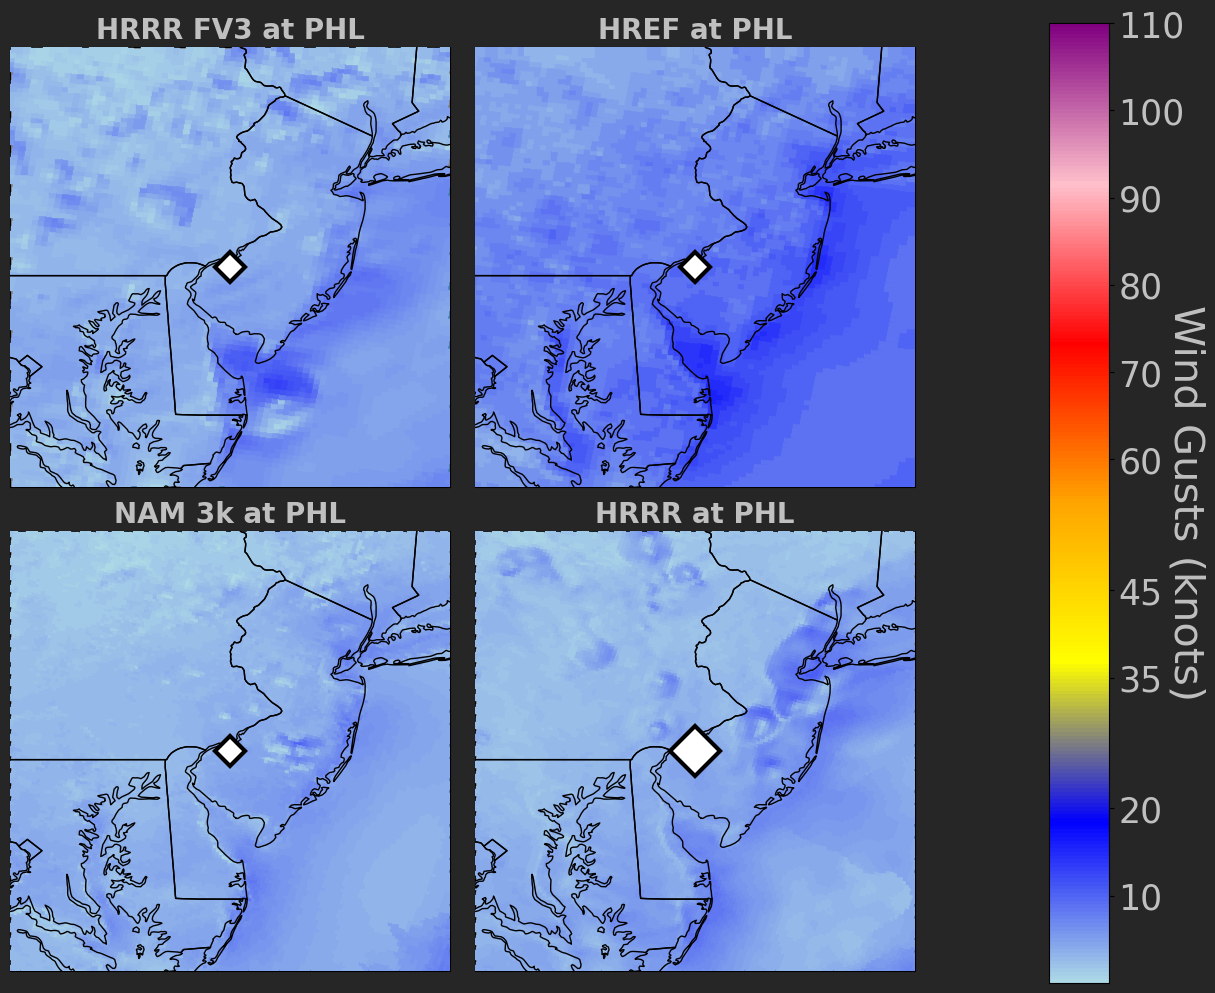 HRRR FV3 at PHL
HREF at PHL
NAM 3k at PHL
HRRR at PHL
110
100
90
80
70
60
45
35
20
10
Wind Gusts (knots)